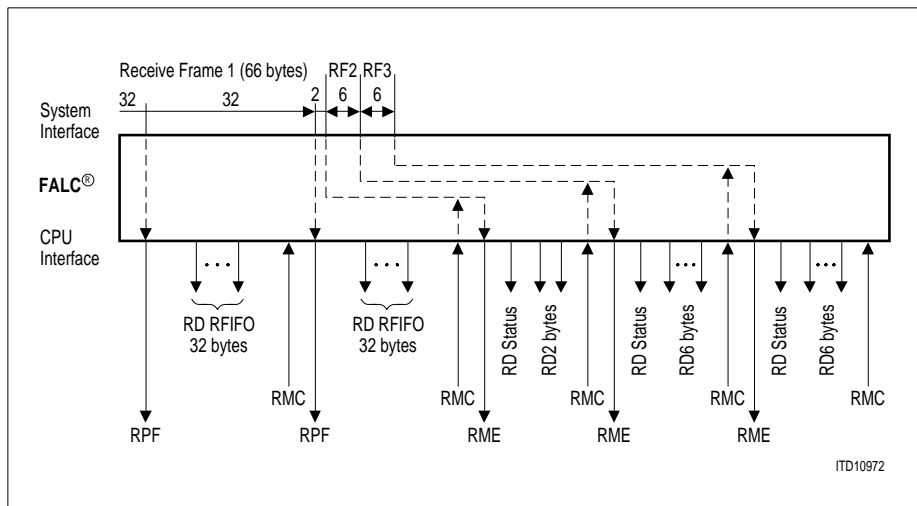 Receive Frame 1 (66 bytes)
RF2
RF3
32
32
2
6
6
System
Interface
FALC®
CPU
Interface
RD RFIFO
32 bytes
RD RFIFO
32 bytes
RD Status
RD2 bytes
RD Status
RD6 bytes
RD Status
RD6 bytes
RMC
RMC
RMC
RMC
RMC
RPF
RPF
RME
RME
RME
ITD10972